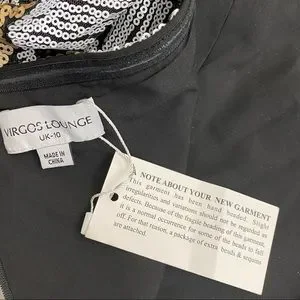 VIRGOS LOUNGE
UK-10
MADE IN
CHINA
A NOTE ABOUT YOUR NEW GARMENT
This garment has been hand beaded. Slight
irregularities and variations should not be regarded as
defects. Because of the fragile beading of this garment,
it is a normal occurrence for some of the beads to fall
off. For that reason, a package of extra beads & sequins
are attached.